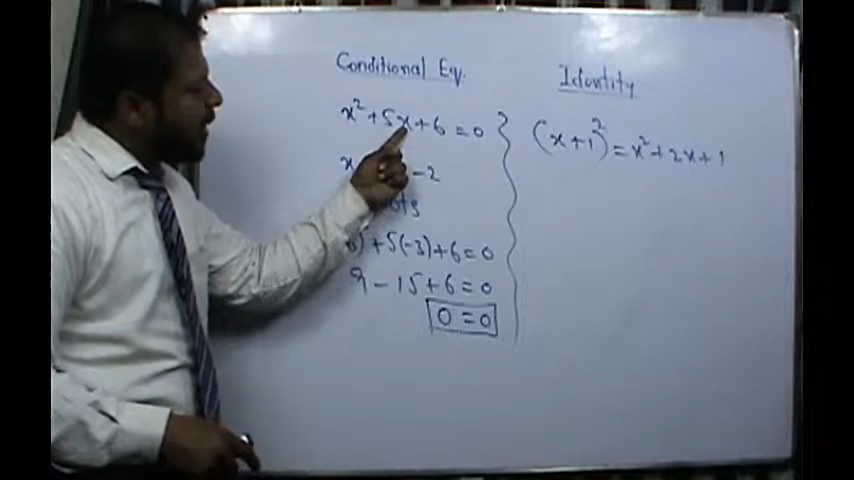 Conditional Eq.
x² + 5x + 6 = 0
x -2
) + 5(-3) + 6 = 0
9 - 15 + 6 = 0
0 = 0
Identity
(x + 1)² = x² + 2x + 1